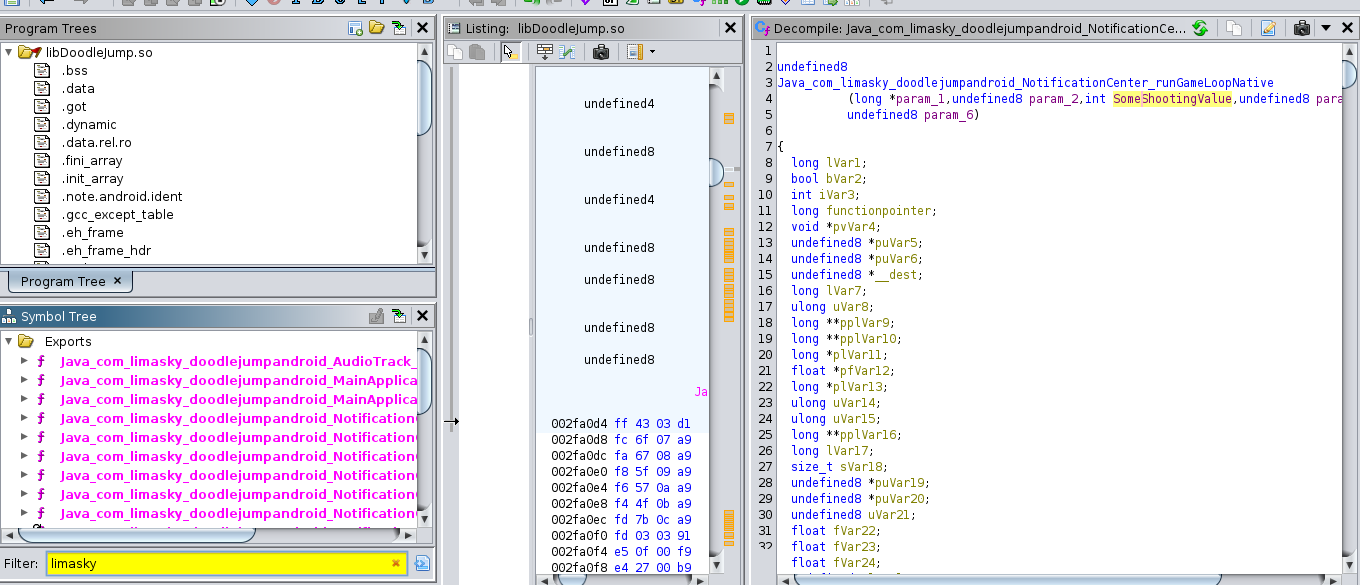 Program Trees
libDoodleJump.so
.bss
.data
.got
.dynamic
.data.rel.ro
.fini_array
.init_array
.note.android.ident
.gcc_except_table
.eh_frame
.eh_frame_hdr
Program Tree ×
Symbol Tree
Exports
f Java_com_limasky_doodlejumpandroid_AudioTrack_
f Java_com_limasky_doodlejumpandroid_MainApplica
f Java_com_limasky_doodlejumpandroid_MainApplica
f Java_com_limasky_doodlejumpandroid_Notification
f Java_com_limasky_doodlejumpandroid_Notification
f Java_com_limasky_doodlejumpandroid_Notification
f Java_com_limasky_doodlejumpandroid_Notification
f Java_com_limasky_doodlejumpandroid_Notification
f Java_com_limasky_doodlejumpandroid_Notification
Filter: limasky
Listing: libDoodleJump.so
undefined4
undefined8
undefined4
undefined8
undefined8
undefined8
undefined8
Ja
002fa0d4 ff 43 03 d1
002fa0d8 fc 6f 07 a9
002fa0dc fa 67 08 a9
002fa0e0 f8 5f 09 a9
002fa0e4 f6 57 0a a9
002fa0e8 f4 4f 0b a9
002fa0ec fd 7b 0c a9
002fa0f0 fd 03 03 91
002fa0f4 e5 0f 00 f9
002fa0f8 e4 27 00 b9
Decompile: Java_com_limasky_doodlejumpandroid_NotificationCe...
1
2 undefined8
3 Java_com_limasky_doodlejumpandroid_NotificationCenter_runGameLoopNative
4 (long *param_1,undefined8 param_2,int SomeShootingValue,undefined8 para
5 undefined8 param_6)
6
7 {
8 long lVar1;
9 bool bVar2;
10 int iVar3;
11 long functionpointer;
12 void *pvVar4;
13 undefined8 *puVar5;
14 undefined8 *puVar6;
15 undefined8 *__dest;
16 long lVar7;
17 ulong uVar8;
18 long **pplVar9;
19 long **pplVar10;
20 long *plVar11;
21 float *pfVar12;
22 long *plVar13;
23 ulong uVar14;
24 ulong uVar15;
25 long **pplVar16;
26 long lVar17;
27 size_t sVar18;
28 undefined8 *puVar19;
29 undefined8 *puVar20;
30 undefined8 uVar21;
31 float fVar22;
32 float fVar23;
float fVar24;